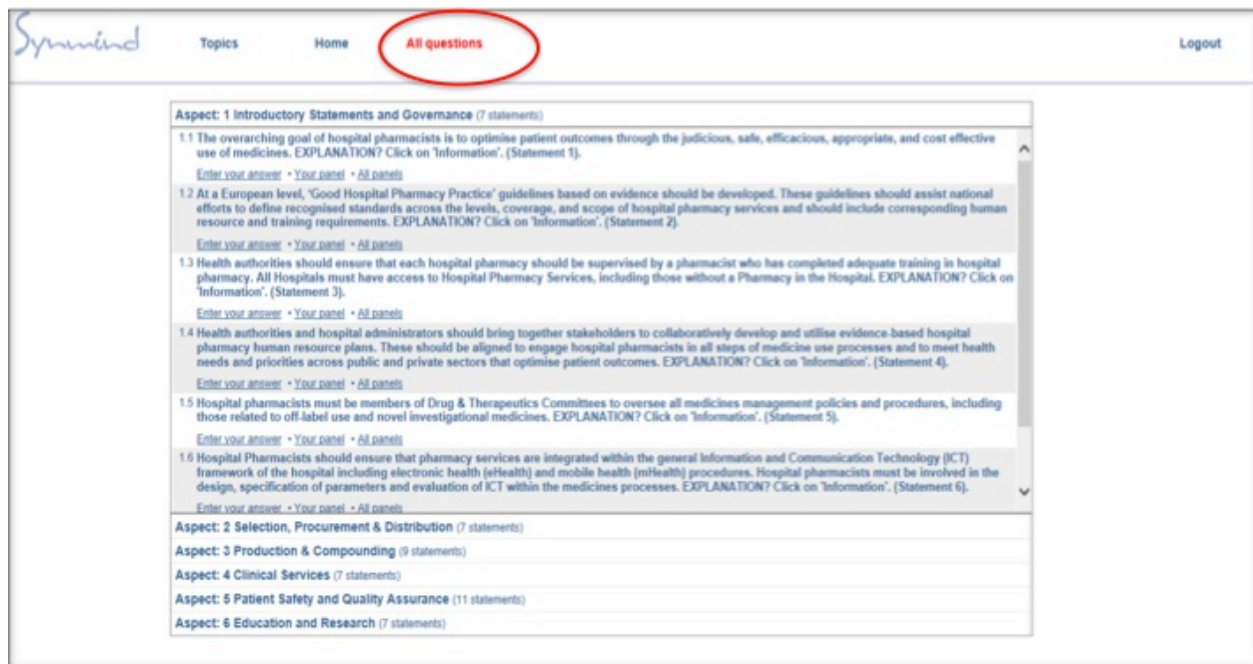 Synmind
Topics Home All questions Logout
Aspect: 1 Introductory Statements and Governance (7 statements)
1.1 The overarching goal of hospital pharmacists is to optimise patient outcomes through the judicious, safe, efficacious, appropriate, and cost effective
use of medicines. EXPLANATION? Click on 'Information'. (Statement 1).
Enter your answer • Your panel • All panels
1.2 At a European level, 'Good Hospital Pharmacy Practice' guidelines based on evidence should be developed. These guidelines should assist national
efforts to define recognised standards across the levels, coverage, and scope of hospital pharmacy services and should include corresponding human
resource and training requirements. EXPLANATION? Click on 'Information'. (Statement 2).
Enter your answer • Your panel • All panels
1.3 Health authorities should ensure that each hospital pharmacy should be supervised by a pharmacist who has completed adequate training in hospital
pharmacy. All Hospitals must have access to Hospital Pharmacy Services, including those without a Pharmacy in the Hospital. EXPLANATION? Click on
'Information'. (Statement 3).
Enter your answer • Your panel • All panels
1.4 Health authorities and hospital administrators should bring together stakeholders to collaboratively develop and utilise evidence-based hospital
pharmacy human resource plans. These should be aligned to engage hospital pharmacists in all steps of medicine use processes and to meet health
needs and priorities across public and private sectors that optimise patient outcomes. EXPLANATION? Click on 'Information'. (Statement 4).
Enter your answer • Your panel • All panels
1.5 Hospital pharmacists must be members of Drug & Therapeutics Committees to oversee all medicines management policies and procedures, including
those related to off-label use and novel investigational medicines. EXPLANATION? Click on 'Information'. (Statement 5).
Enter your answer • Your panel • All panels
1.6 Hospital Pharmacists should ensure that pharmacy services are integrated within the general Information and Communication Technology (ICT)
framework of the hospital including electronic health (eHealth) and mobile health (mHealth) procedures. Hospital pharmacists must be involved in the
design, specification of parameters and evaluation of ICT within the medicines processes. EXPLANATION? Click on 'Information'. (Statement 6).
Enter your answer • Your panel • All panels
Aspect: 2 Selection, Procurement & Distribution (7 statements)
Aspect: 3 Production & Compounding (9 statements)
Aspect: 4 Clinical Services (7 statements)
Aspect: 5 Patient Safety and Quality Assurance (11 statements)
Aspect: 6 Education and Research (7 statements)